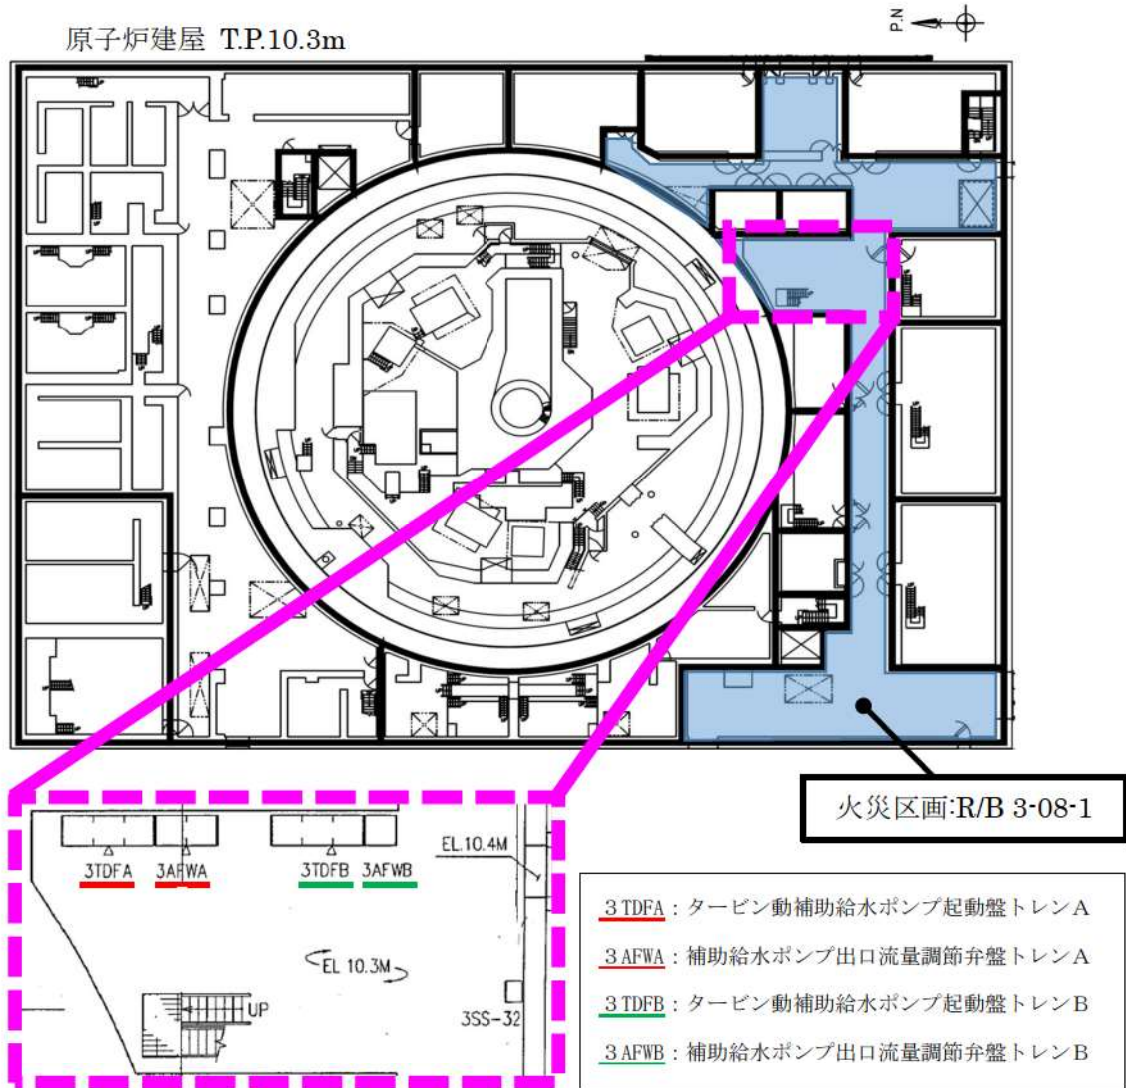 原子炉建屋 T.P.10.3m
P.N
火災区画:R/B 3-08-1
3TDFA 3AFWA 3TDFB 3AFWB
EL.10.4M
EL 10.3M
UP
3SS-32
3TDFA:タービン動補助給水ポンプ起動盤トレンA
3AFWA:補助給水ポンプ出口流量調節弁盤トレンA
3TDFB:タービン動補助給水ポンプ起動盤トレンB
3AFWB:補助給水ポンプ出口流量調節弁盤トレンB